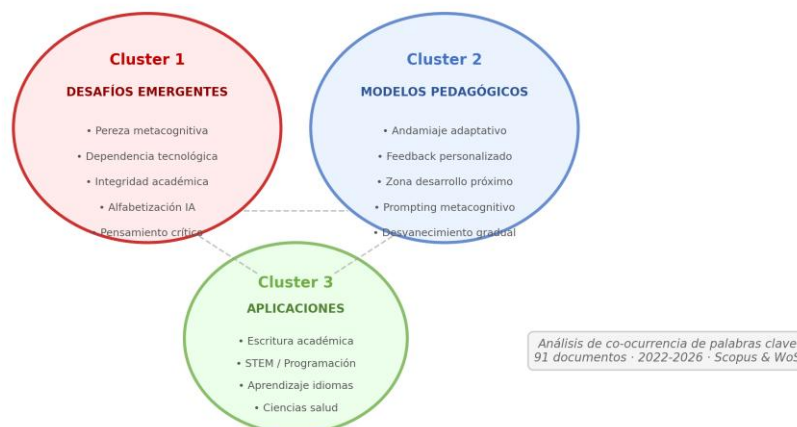 Cluster 1
DESAFÍOS EMERGENTES
• Pereza metacognitiva
• Dependencia tecnológica
• Integridad académica
• Alfabetización IA
• Pensamiento crítico
Cluster 2
MODELOS PEDAGÓGICOS
• Andamiaje adaptativo
• Feedback personalizado
• Zona desarrollo próximo
• Prompting metacognitivo
• Desvanecimiento gradual
Cluster 3
APLICACIONES
• Escritura académica
• STEM / Programación
• Aprendizaje idiomas
• Ciencias salud
Análisis de co-ocurrencia de palabras clave
91 documentos · 2022-2026 · Scopus & WoS